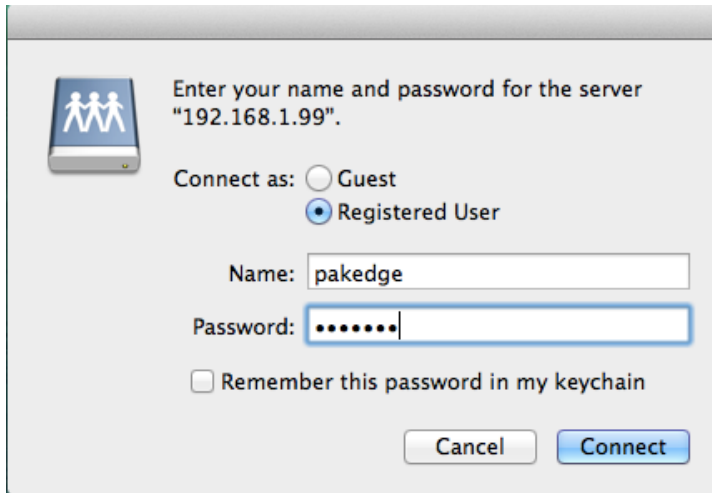 Enter your name and password for the server
"192.168.1.99".
Connect as: Guest
Registered User
Name: pakedge
Password: •••••••
Remember this password in my keychain
Cancel Connect